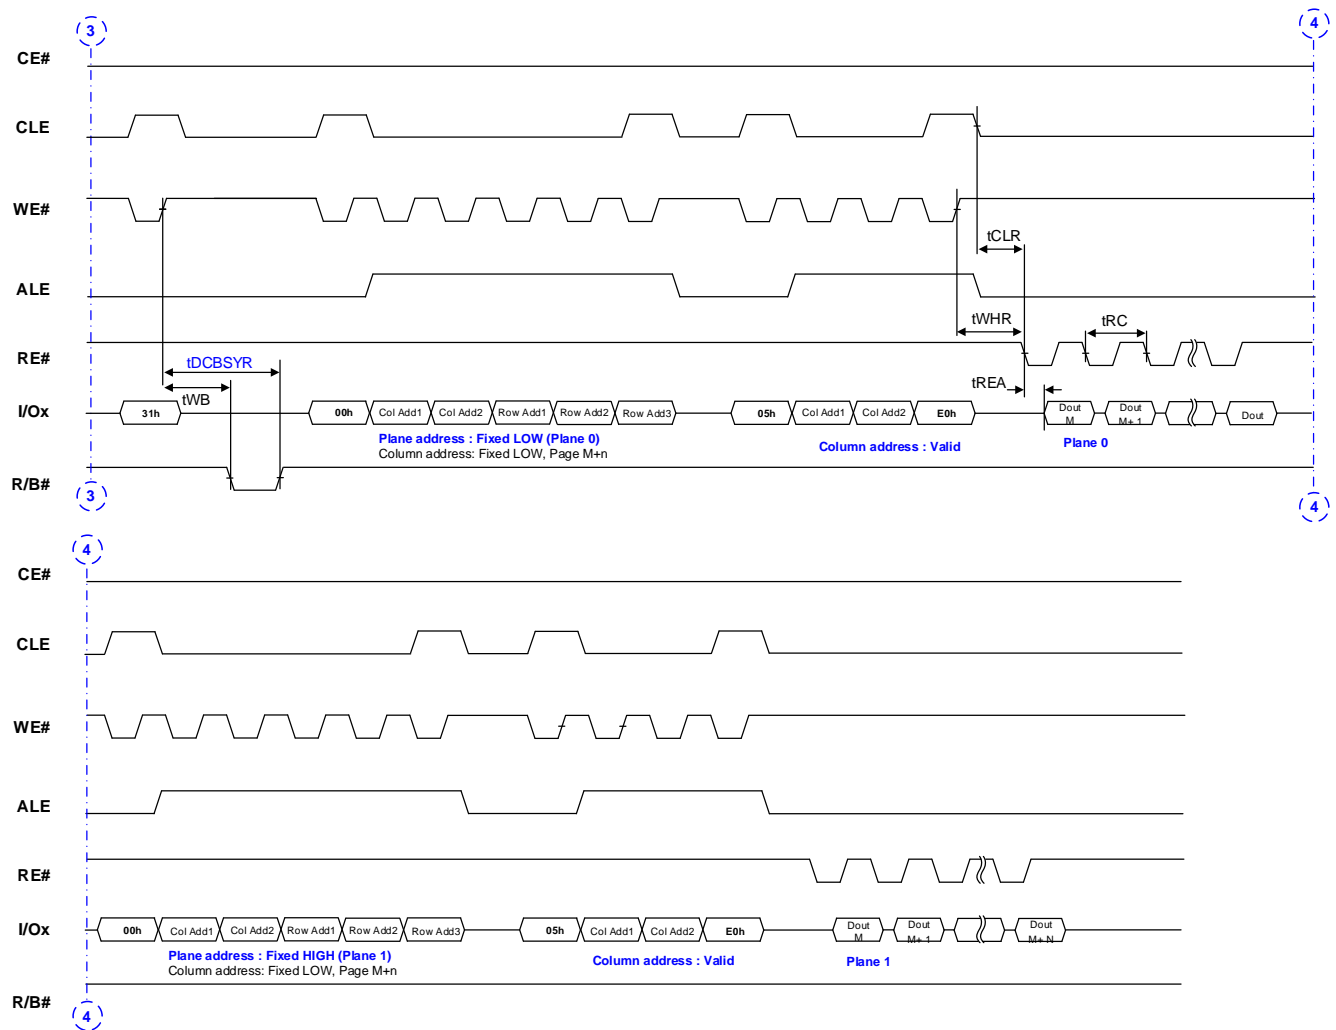 3
4
CE#
CLE
WE#
tCLR
ALE
tWHR
tRC
RE#
tDCBSYR
tREA
tWB
I/Ox
31h
00h
Col Add1
Col Add2
Row Add1
Row Add2
Row Add3
05h
Col Add1
Col Add2
E0h
Dout M
Dout M+ 1
Dout
Plane address : Fixed LOW (Plane 0)
Column address: Fixed LOW, Page M+n
Column address : Valid
Plane 0
R/B#
3
4
4
CE#
CLE
WE#
ALE
RE#
I/Ox
00h
Col Add1
Col Add2
Row Add1
Row Add2
Row Add3
05h
Col Add1
Col Add2
E0h
Dout M
Dout M+ 1
Dout M+ N
Plane address : Fixed HIGH (Plane 1)
Column address: Fixed LOW, Page M+n
Column address : Valid
Plane 1
R/B#
4